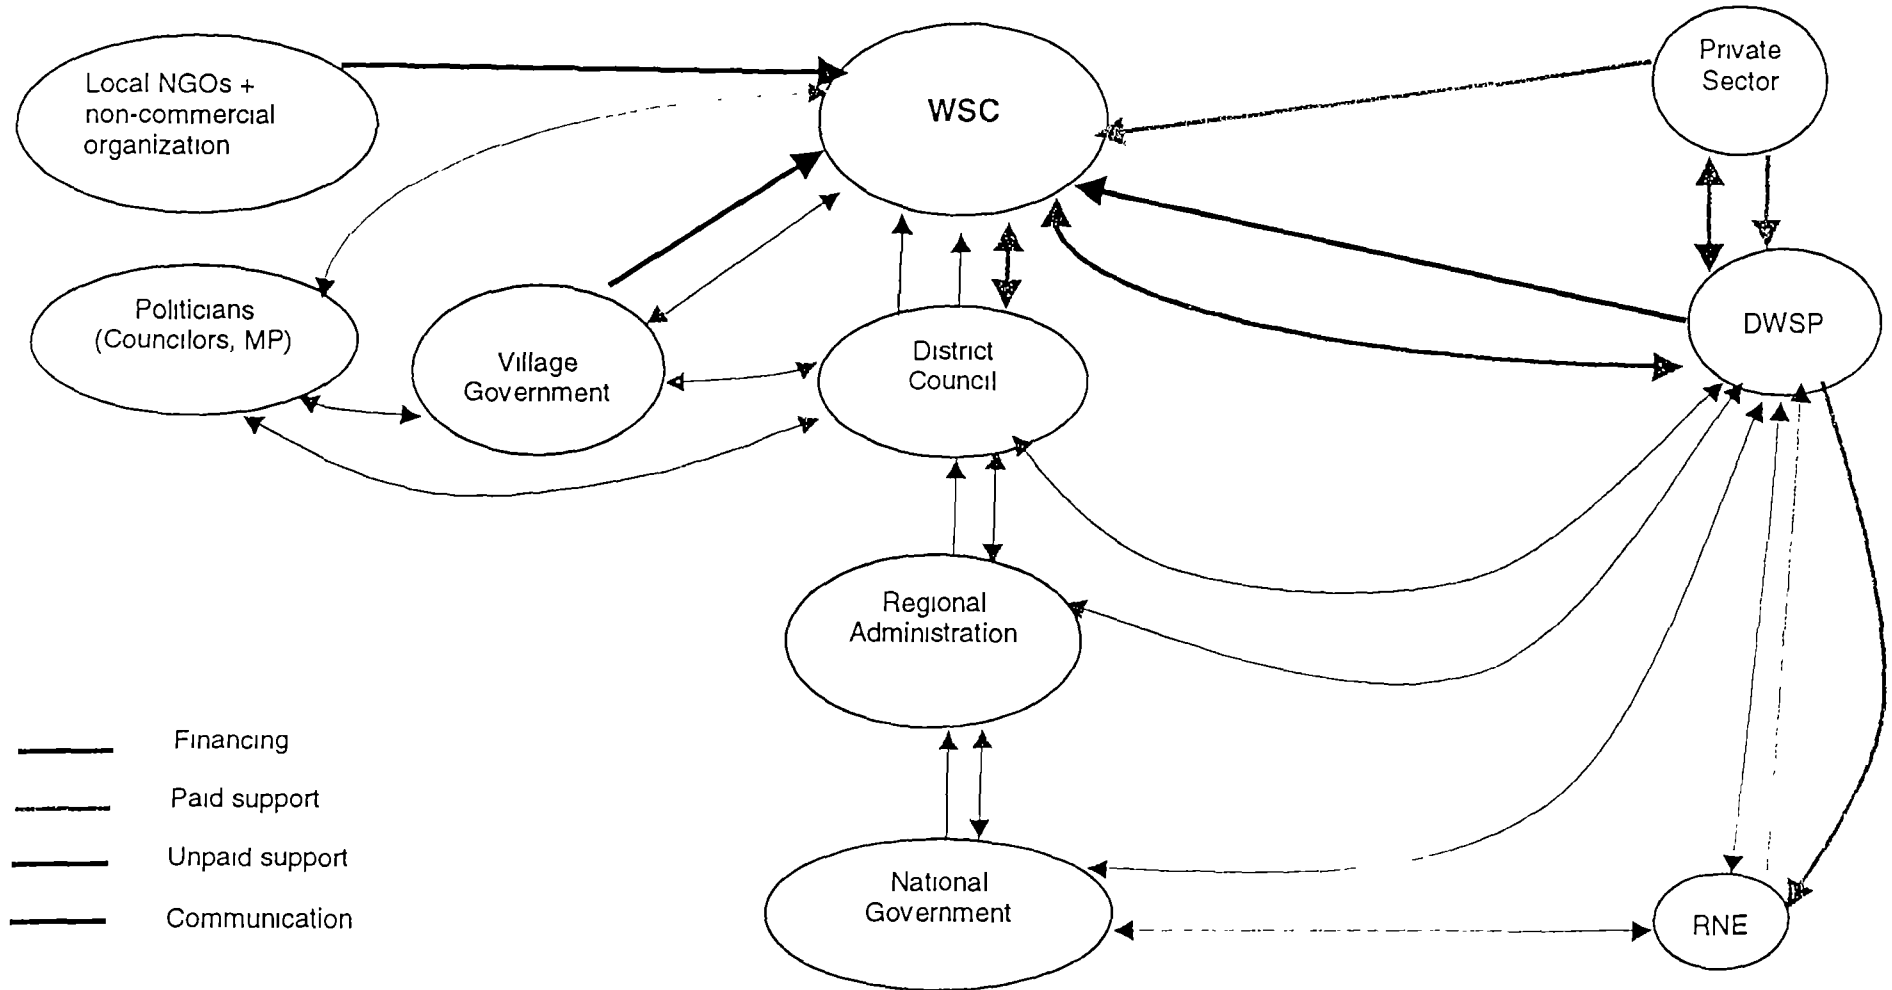 Local NGOs +
non-commercial
organization
WSC
Private
Sector
Politicians
(Councilors, MP)
Village
Government
District
Council
DWSP
Regional
Administration
Financing
Paid support
Unpaid support
Communication
National
Government
RNE